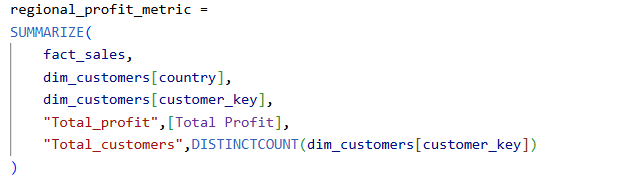 regional_profit_metric =
SUMMARIZE(
fact_sales,
dim_customers[country],
dim_customers[customer_key],
"Total_profit",[Total Profit],
"Total_customers",DISTINCTCOUNT(dim_customers[customer_key])
)